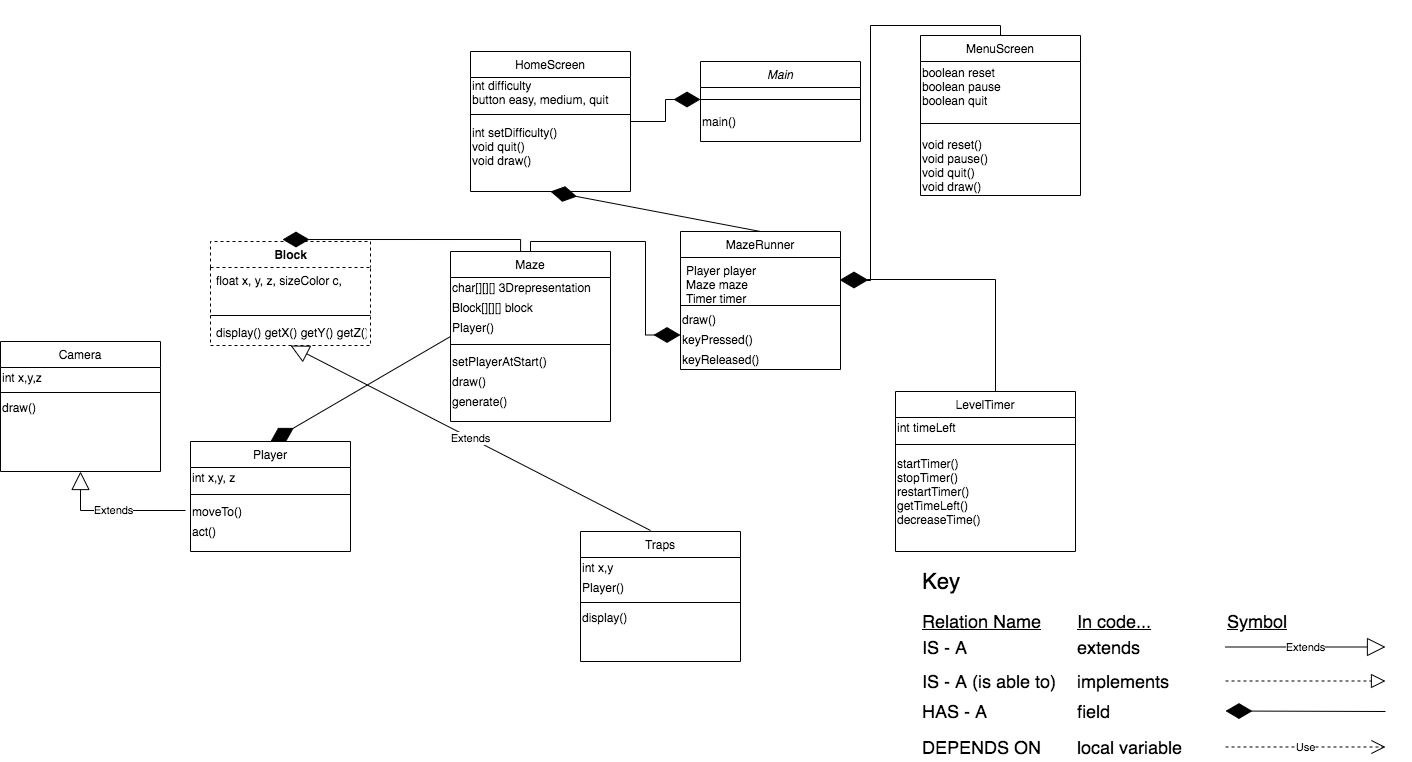 HomeScreen
int difficulty
button easy, medium, quit
int setDifficulty()
void quit()
void draw()
Main
main()
MenuScreen
boolean reset
boolean pause
boolean quit
void reset()
void pause()
void quit()
void draw()
Block
float x, y, z, sizeColor c,
display() getX() getY() getZ()
Maze
char[][][] 3Drepresentation
Block[][][] block
Player()
setPlayerAtStart()
draw()
generate()
MazeRunner
Player player
Maze maze
Timer timer
draw()
keyPressed()
keyReleased()
Camera
int x,y,z
draw()
Extends
Player
int x,y, z
moveTo()
act()
Extends
Traps
int x,y
Player()
display()
LevelTimer
int timeLeft
startTimer()
stopTimer()
restartTimer()
getTimeLeft()
decreaseTime()
Key
Relation Name In code... Symbol
IS - A extends Extends
IS - A (is able to) implements
HAS - A field
DEPENDS ON local variable Use